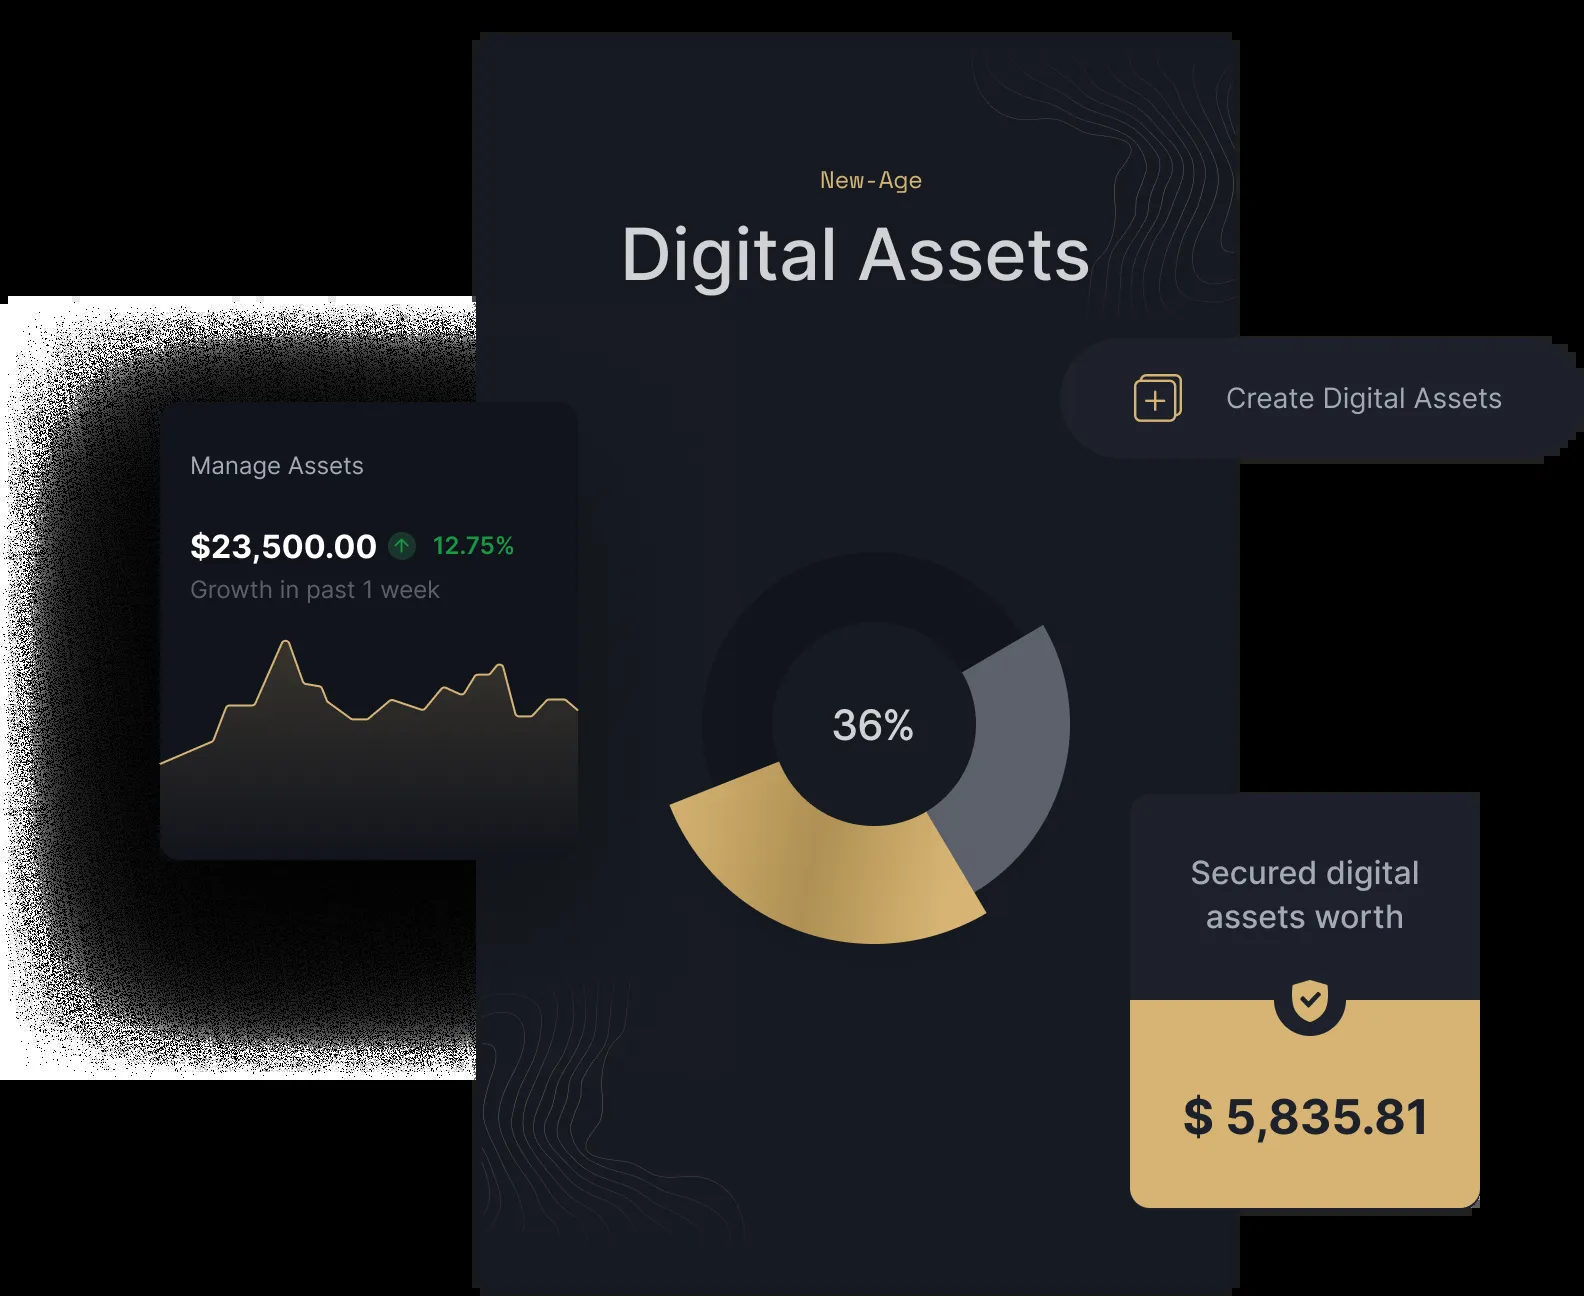 New-Age
Digital Assets
Create Digital Assets
Manage Assets
$23,500.00 12.75%
Growth in past 1 week
36%
Secured digital
assets worth
$ 5,835.81